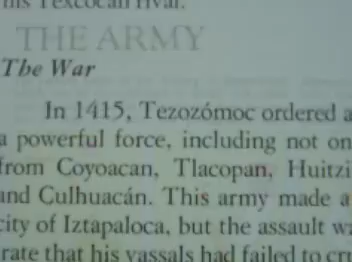 his Texcocan rival.
THE ARMY
The War
In 1415, Tezozómoc ordered a
a powerful force, including not on
from Coyoacan, Tlacopan, Huitzi
and Culhuacán. This army made a
city of Iztapaloca, but the assault wa
rate that his vassals had failed to cru